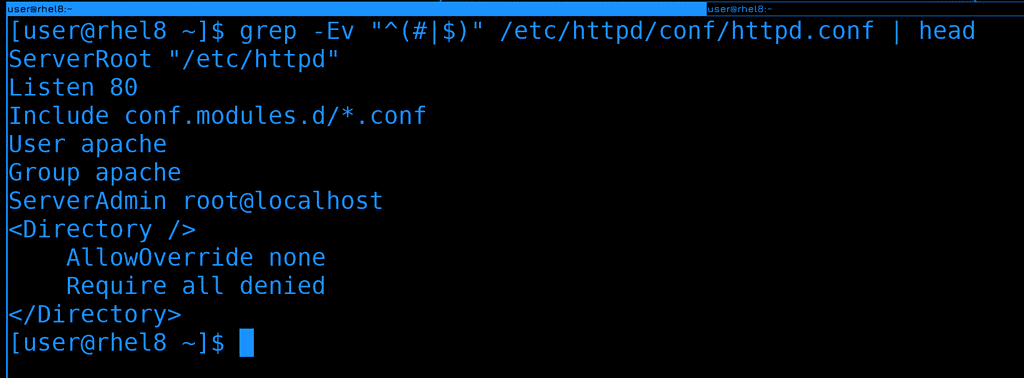 user@rhel8:~ user@rhel8:~
[user@rhel8 ~]$ grep -Ev "^(#|$)" /etc/httpd/conf/httpd.conf | head
ServerRoot "/etc/httpd"
Listen 80
Include conf.modules.d/*.conf
User apache
Group apache
ServerAdmin root@localhost
<Directory />
    AllowOverride none
    Require all denied
</Directory>
[user@rhel8 ~]$